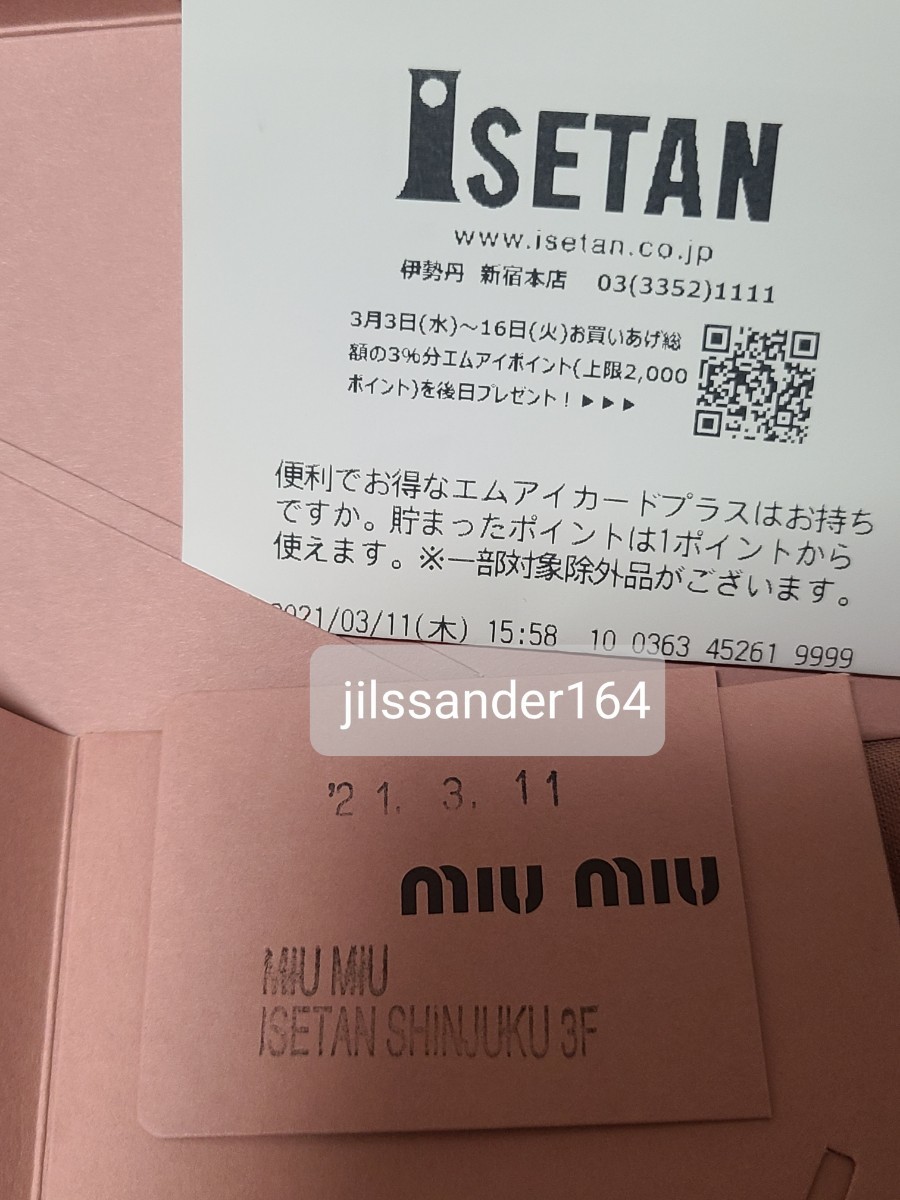 ISETAN
www.isetan.co.jp
伊勢丹 新宿本店 03(3352)1111
3月3日(水)～16日(火)お買いあげ総
額の3%分エムアイポイント(上限2,000
ポイント)を後日プレゼント！▶▶▶
便利でお得なエムアイカードプラスはお持ち
ですか。貯まったポイントは1ポイントから
使えます。※一部対象除外品がございます。
2021/03/11(木) 15:58 10 0363 45261 9999
jilssander164
'21. 3. 11
miu miu
MIU MIU
ISETAN SHINJUKU 3F